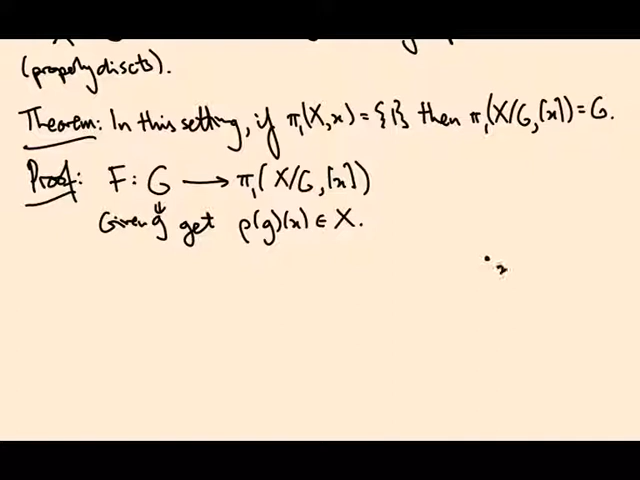 (properly discts).
Theorem: In this setting, if π₁(X,x) = {1} then π₁(X/G,[x]) = G.
Proof: F: G ⟶ π₁(X/G,[x])
Given g get ρ(g)(x) ∈ X.
x